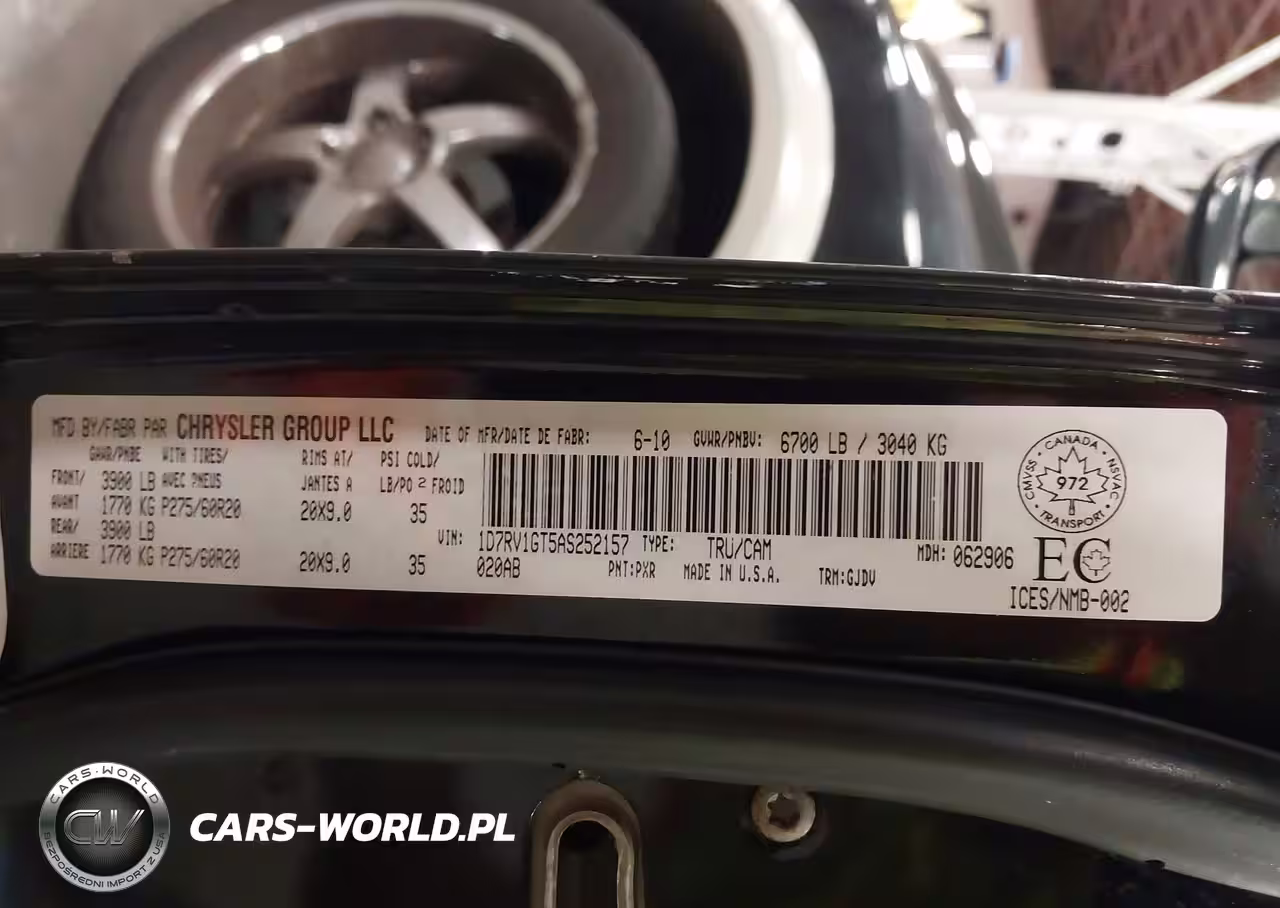 MFD BY/FABR PAR CHRYSLER GROUP LLC DATE OF MFR/DATE DE FABR: 6-10 GVWR/PNBV: 6700 LB / 3040 KG
GAWR/PNBE WITH TIRES/ RIMS AT/ PSI COLD/
FRONT/ 3900 LB AVEC PNEUS JANTES A LB/PO 2 FROID
AVANT 1770 KG P275/60R20 20X9.0 35
REAR/ 3900 LB VIN: 1D7RV1GT5AS252157 TYPE: TRU/CAM MDH: 062906
ARRIERE 1770 KG P275/60R20 20X9.0 35 020AB PNT:PXR MADE IN U.S.A. TRM:GJDV
CANADA
CMVSS 972 NSVAC
TRANSPORT
EC
ICES/NMB-002
CARS-WORLD
CW
BEZPOŚREDNI IMPORT Z USA
CARS-WORLD.PL